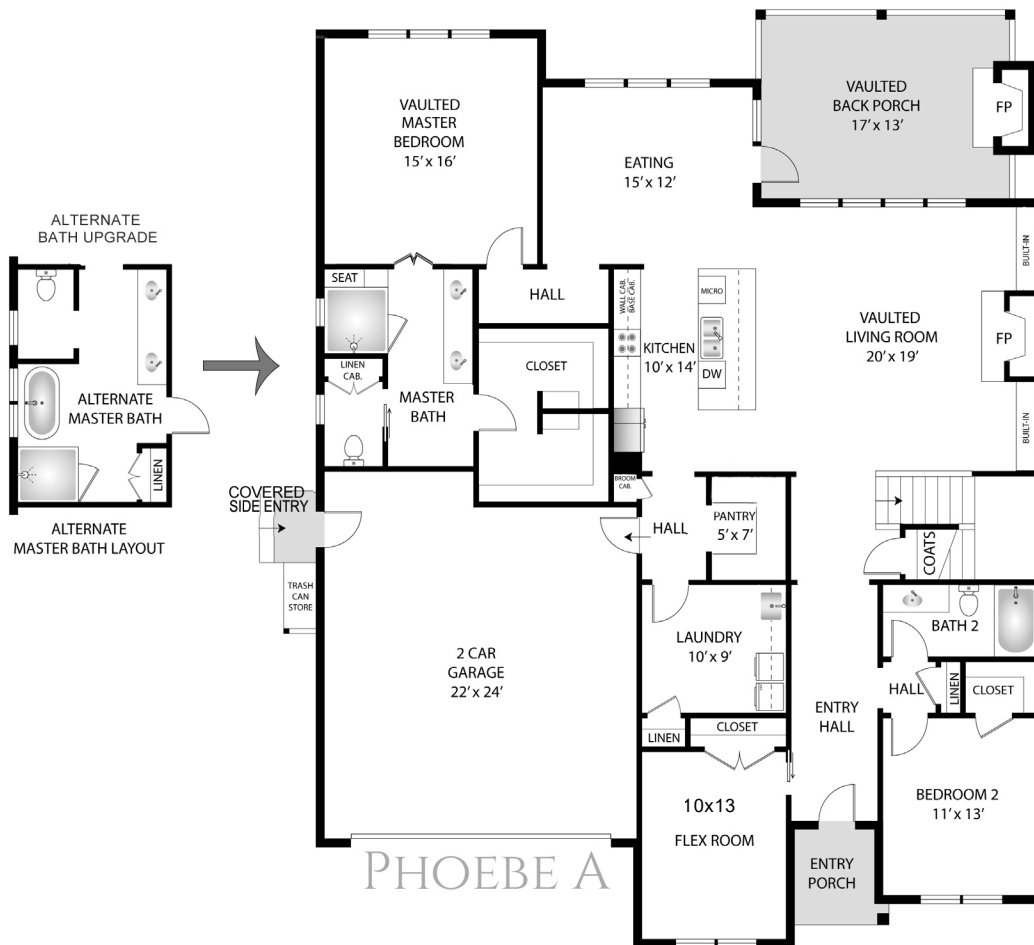 VAULTED
BACK PORCH
17' x 13'
FP
VAULTED
MASTER
BEDROOM
15' x 16'
EATING
15' x 12'
ALTERNATE
BATH UPGRADE
BUILT-IN
SEAT
HALL
WALL CAB.
BASE CAB.
MICRO
VAULTED
LIVING ROOM
20' x 19'
FP
KITCHEN
10' x 14'
DW
LINEN
CAB.
CLOSET
MASTER
BATH
ALTERNATE
MASTER BATH
BUILT-IN
LINEN
BROOM
CAB.
COVERED
SIDE ENTRY
ALTERNATE
MASTER BATH LAYOUT
HALL
PANTRY
5' x 7'
COATS
TRASH
CAN
STORE
BATH 2
LAUNDRY
10' x 9'
2 CAR
GARAGE
22' x 24'
HALL
LINEN
CLOSET
ENTRY
HALL
LINEN
CLOSET
10x13
FLEX ROOM
BEDROOM 2
11' x 13'
ENTRY
PORCH
PHOEBE A